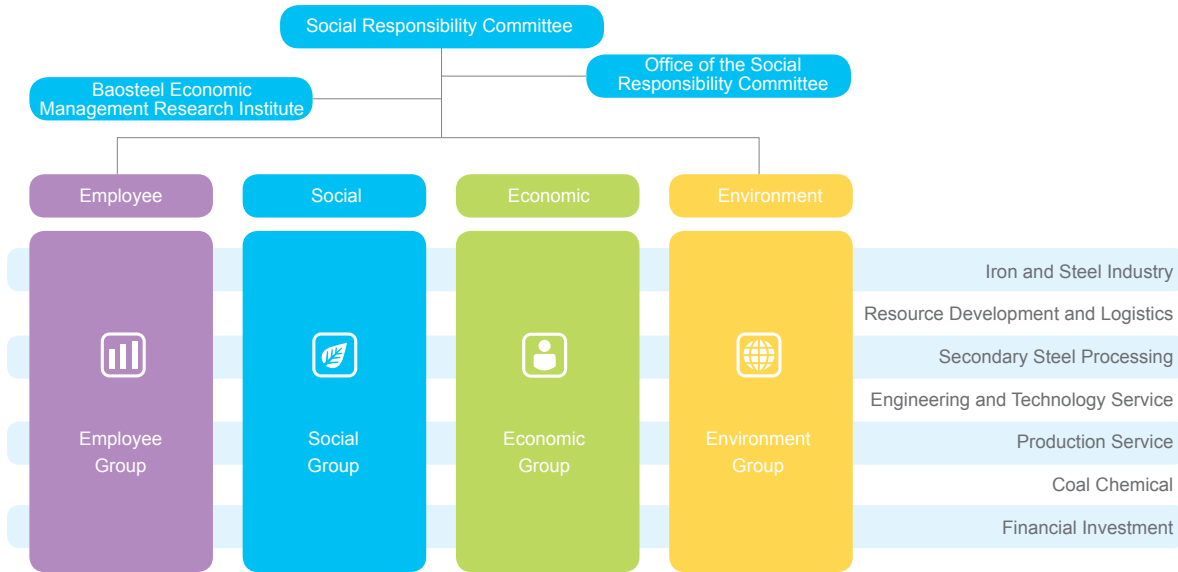 Social Responsibility Committee
Office of the Social
Responsibility Committee
Baosteel Economic
Management Research Institute
Employee
Social
Economic
Environment
Iron and Steel Industry
Resource Development and Logistics
Secondary Steel Processing
Engineering and Technology Service
Production Service
Coal Chemical
Financial Investment
Employee
Group
Social
Group
Economic
Group
Environment
Group